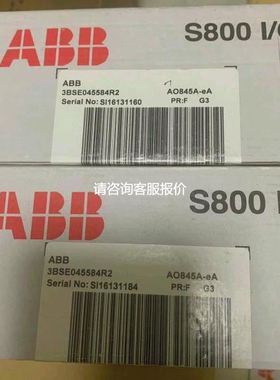 ABB
S800 I/O
ABB
3BSE045584R2
AO845A-eA
Serial No: SI16131160
PR:F G3
请咨询客服报价
ABB
S800 I
ABB
3BSE045584R2
AO845A-eA
Serial No: SI16131184
PR:F G3